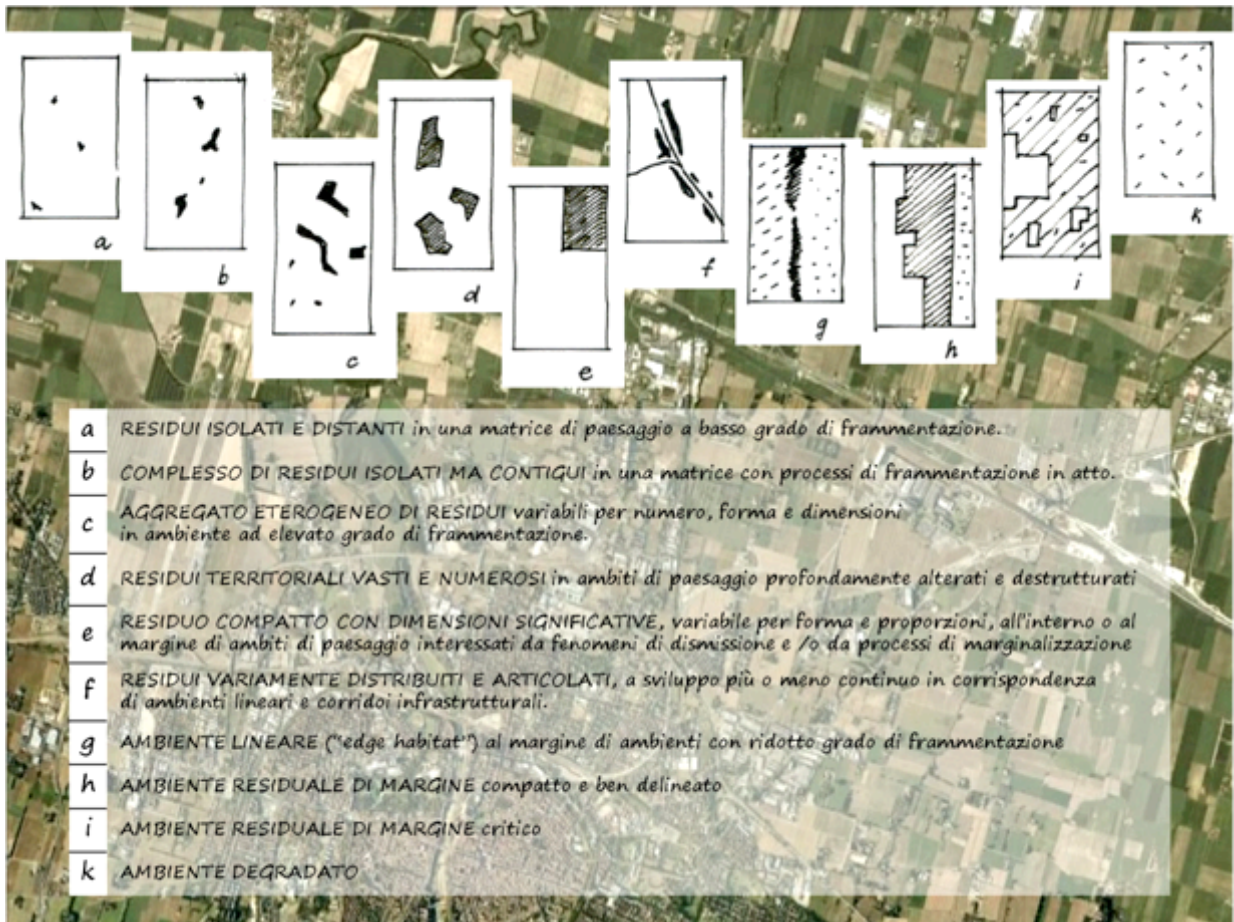 a
b
c
d
e
f
g
h
i
k
a RESIDUI ISOLATI E DISTANTI in una matrice di paesaggio a basso grado di frammentazione.
b COMPLESSO DI RESIDUI ISOLATI MA CONTIGUI in una matrice con processi di frammentazione in atto.
c AGGREGATO ETEROGENEO DI RESIDUI variabili per numero, forma e dimensioni
in ambiente ad elevato grado di frammentazione.
d RESIDUI TERRITORIALI VASTI E NUMEROSI in ambiti di paesaggio profondamente alterati e destrutturati
e RESIDUO COMPATTO CON DIMENSIONI SIGNIFICATIVE, variabile per forma e proporzioni, all'interno o al
margine di ambiti di paesaggio interessati da fenomeni di dismissione e /o da processi di marginalizzazione
f RESIDUI VARIAMENTE DISTRIBUITI E ARTICOLATI, a sviluppo più o meno continuo in corrispondenza
di ambienti lineari e corridoi infrastrutturali.
g AMBIENTE LINEARE ("edge habitat") al margine di ambienti con ridotto grado di frammentazione
h AMBIENTE RESIDUALE DI MARGINE compatto e ben delineato
i AMBIENTE RESIDUALE DI MARGINE critico
k AMBIENTE DEGRADATO